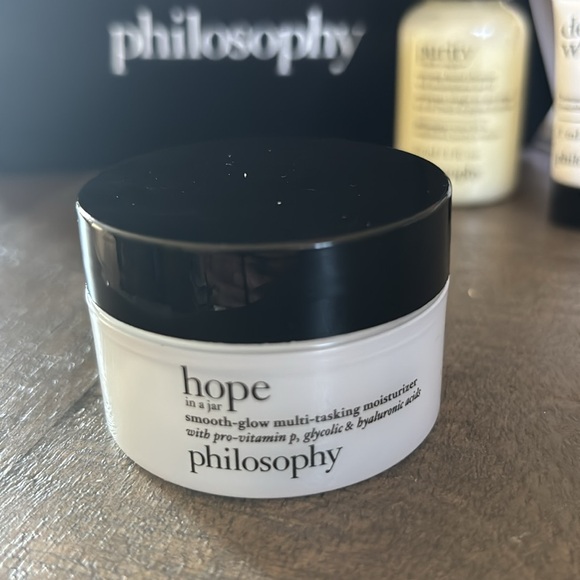 philosophy
purity
hope
in a jar
smooth-glow multi-tasking moisturizer
with pro-vitamin p, glycolic & hyaluronic acids
philosophy